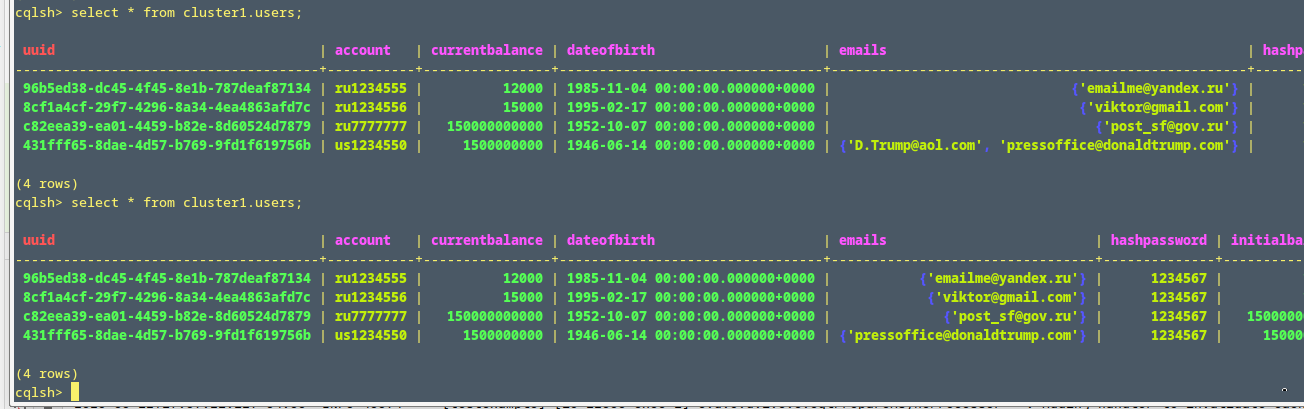 cqlsh> select * from cluster1.users;
uuid | account | currentbalance | dateofbirth | emails | hashp
--------------------------------------+-----------+----------------+---------------------------------+----------------------------------------------------+------
96b5ed38-dc45-4f45-8e1b-787deaf87134 | ru1234555 | 12000 | 1985-11-04 00:00:00.000000+0000 | {'emailme@yandex.ru'} |
8cf1a4cf-29f7-4296-8a34-4ea4863afd7c | ru1234556 | 15000 | 1995-02-17 00:00:00.000000+0000 | {'viktor@gmail.com'} |
c82eea39-ea01-4459-b82e-8d60524d7879 | ru7777777 | 150000000000 | 1952-10-07 00:00:00.000000+0000 | {'post_sf@gov.ru'} |
431fff65-8dae-4d57-b769-9fd1f619756b | us1234550 | 1500000000 | 1946-06-14 00:00:00.000000+0000 | {'D.Trump@aol.com', 'pressoffice@donaldtrump.com'} |
(4 rows)
cqlsh> select * from cluster1.users;
uuid | account | currentbalance | dateofbirth | emails | hashpassword | initialba
--------------------------------------+-----------+----------------+---------------------------------+---------------------------------+--------------+----------
96b5ed38-dc45-4f45-8e1b-787deaf87134 | ru1234555 | 12000 | 1985-11-04 00:00:00.000000+0000 | {'emailme@yandex.ru'} | 1234567 |
8cf1a4cf-29f7-4296-8a34-4ea4863afd7c | ru1234556 | 15000 | 1995-02-17 00:00:00.000000+0000 | {'viktor@gmail.com'} | 1234567 |
c82eea39-ea01-4459-b82e-8d60524d7879 | ru7777777 | 150000000000 | 1952-10-07 00:00:00.000000+0000 | {'post_sf@gov.ru'} | 1234567 | 1500000
431fff65-8dae-4d57-b769-9fd1f619756b | us1234550 | 1500000000 | 1946-06-14 00:00:00.000000+0000 | {'pressoffice@donaldtrump.com'} | 1234567 | 15000
(4 rows)
cqlsh>